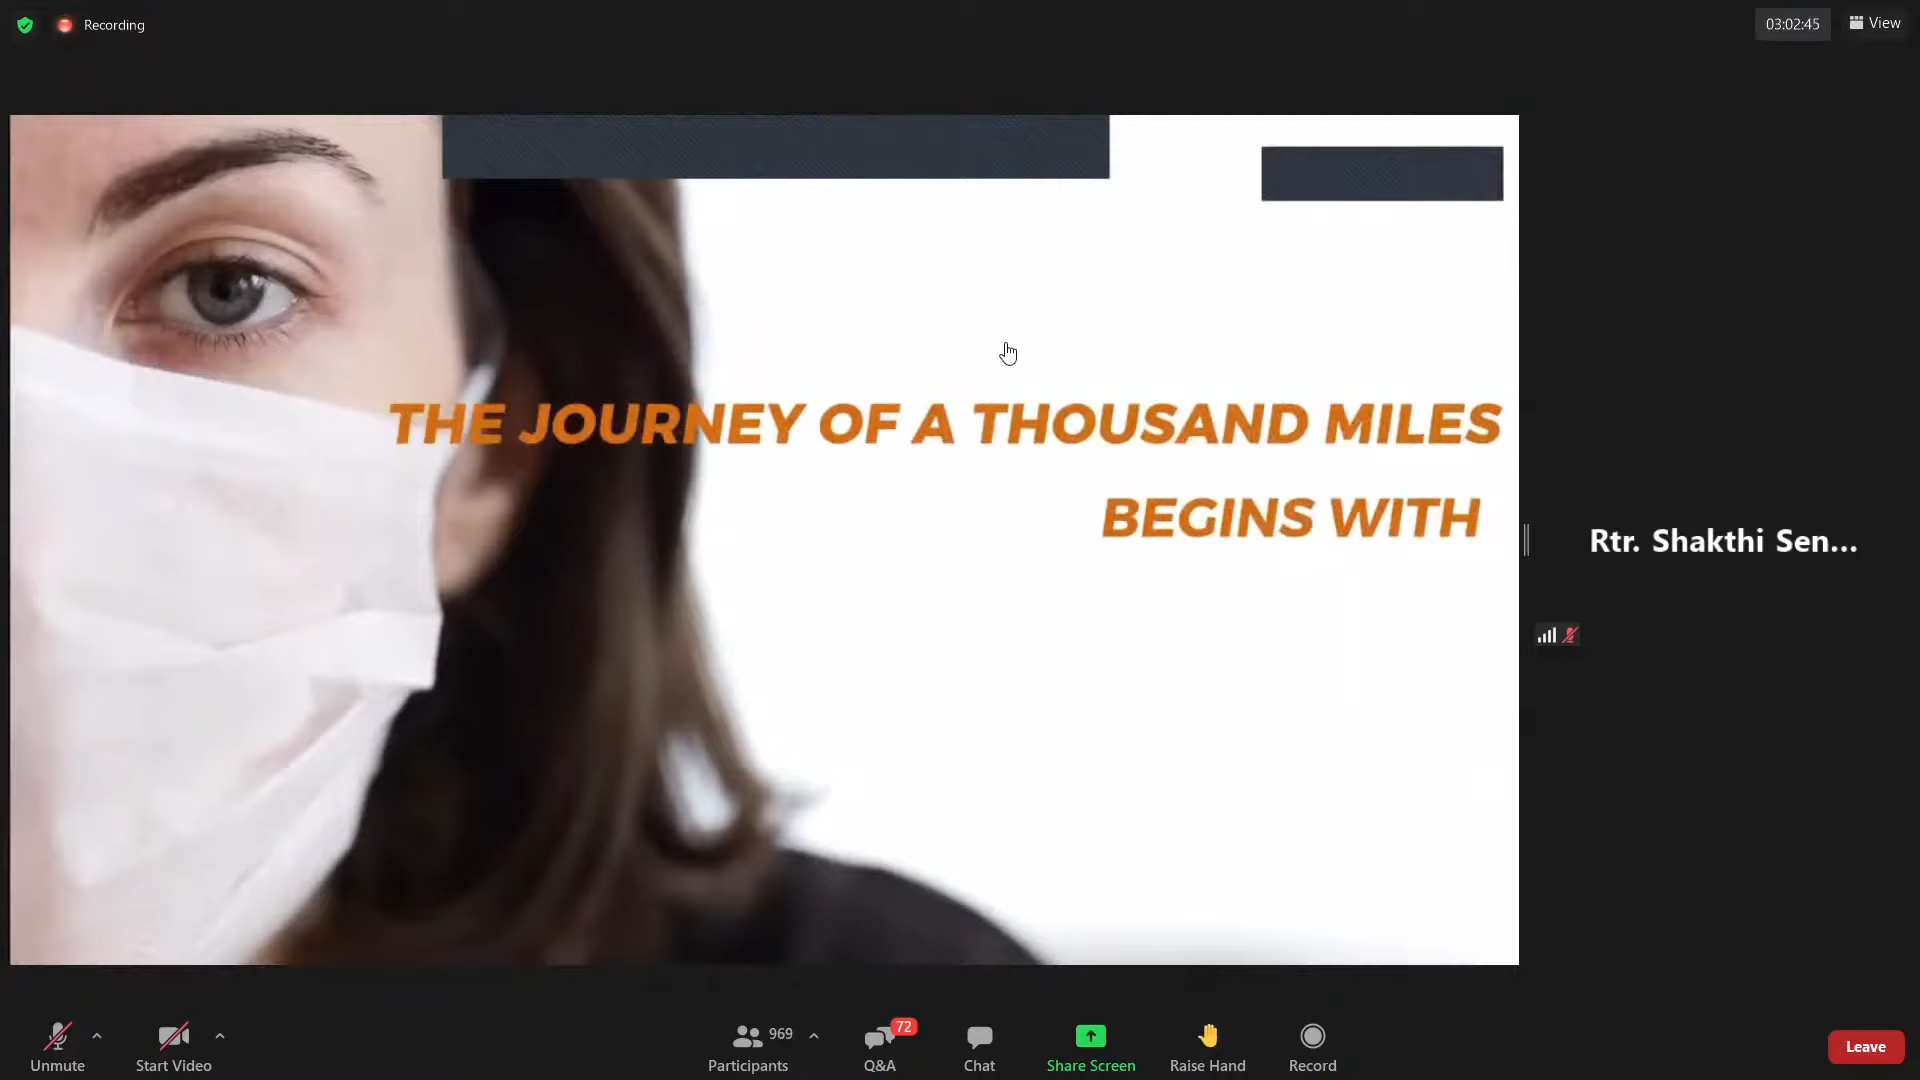 Recording
03:02:45
View
THE JOURNEY OF A THOUSAND MILES
BEGINS WITH
Rtr. Shakthi Sen...
Unmute
Start Video
969
Participants
72
Q&A
Chat
Share Screen
Raise Hand
Record
Leave